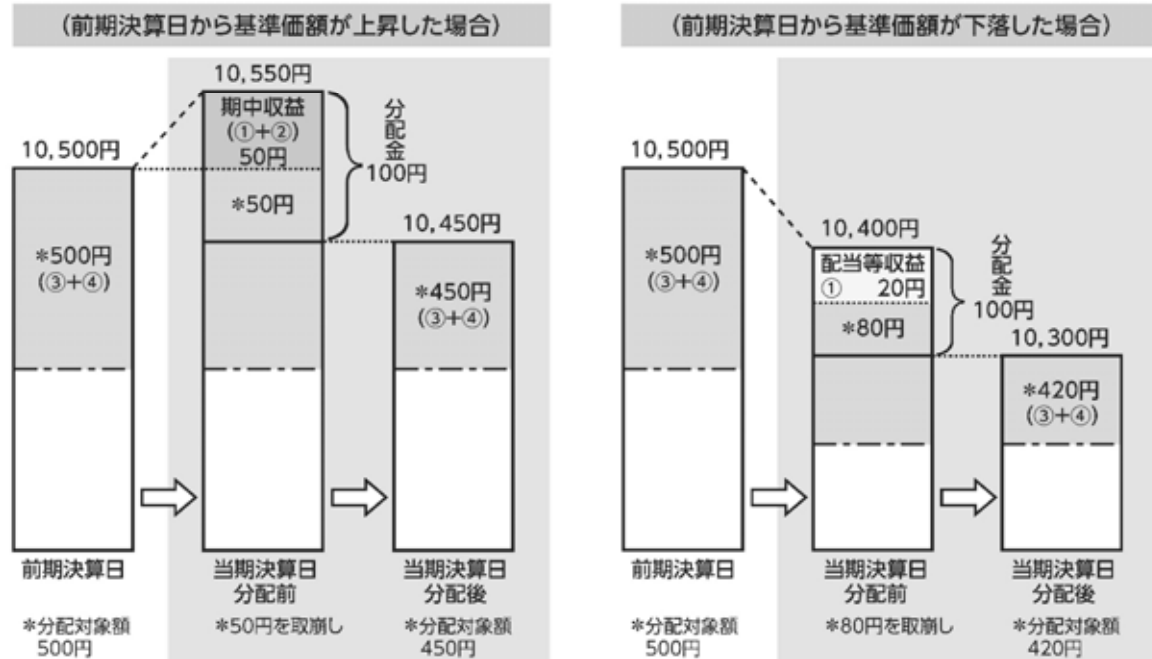 (前期決算日から基準価額が上昇した場合)
10,550円
期中収益
(①+②)
50円
分配金
100円
10,500円
*50円
10,450円
*500円
(③+④)
*450円
(③+④)
前期決算日
当期決算日
分配前
当期決算日
分配後
*分配対象額
500円
*50円を取崩し
*分配対象額
450円
(前期決算日から基準価額が下落した場合)
10,500円
10,400円
配当等収益
① 20円
分配金
100円
*500円
(③+④)
*80円
10,300円
*420円
(③+④)
前期決算日
当期決算日
分配前
当期決算日
分配後
*分配対象額
500円
*80円を取崩し
*分配対象額
420円